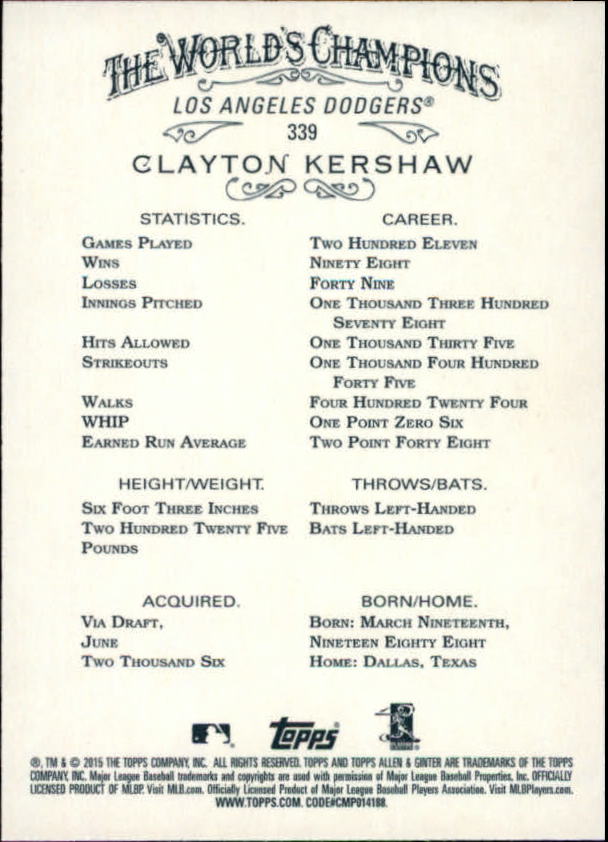 THE WORLD'S CHAMPIONS
LOS ANGELES DODGERS®
339
CLAYTON KERSHAW
STATISTICS. CAREER.
GAMES PLAYED TWO HUNDRED ELEVEN
WINS NINETY EIGHT
LOSSES FORTY NINE
INNINGS PITCHED ONE THOUSAND THREE HUNDRED
SEVENTY EIGHT
HITS ALLOWED ONE THOUSAND THIRTY FIVE
STRIKEOUTS ONE THOUSAND FOUR HUNDRED
FORTY FIVE
WALKS FOUR HUNDRED TWENTY FOUR
WHIP ONE POINT ZERO SIX
EARNED RUN AVERAGE TWO POINT FORTY EIGHT
HEIGHT/WEIGHT. THROWS/BATS.
SIX FOOT THREE INCHES THROWS LEFT-HANDED
TWO HUNDRED TWENTY FIVE BATS LEFT-HANDED
POUNDS
ACQUIRED. BORN/HOME.
VIA DRAFT, BORN: MARCH NINETEENTH,
JUNE NINETEEN EIGHTY EIGHT
TWO THOUSAND SIX HOME: DALLAS, TEXAS
Topps®
®, TM & © 2015 THE TOPPS COMPANY, INC. ALL RIGHTS RESERVED. TOPPS AND TOPPS ALLEN & GINTER ARE TRADEMARKS OF THE TOPPS
COMPANY, INC. Major League Baseball trademarks and copyrights are used with permission of Major League Baseball Properties, Inc. OFFICIALLY
LICENSED PRODUCT OF MLBP. Visit MLB.com. Officially Licensed Product of Major League Baseball Players Association. Visit MLBPlayers.com.
WWW.TOPPS.COM. CODE#CMP014188.